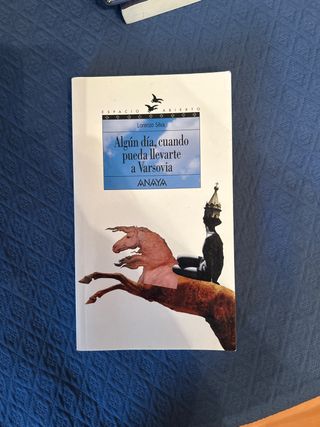 ESPACIO ABIERTO
Lorenzo Silva
Algún día, cuando
pueda llevarte
a Varsovia
ANAYA